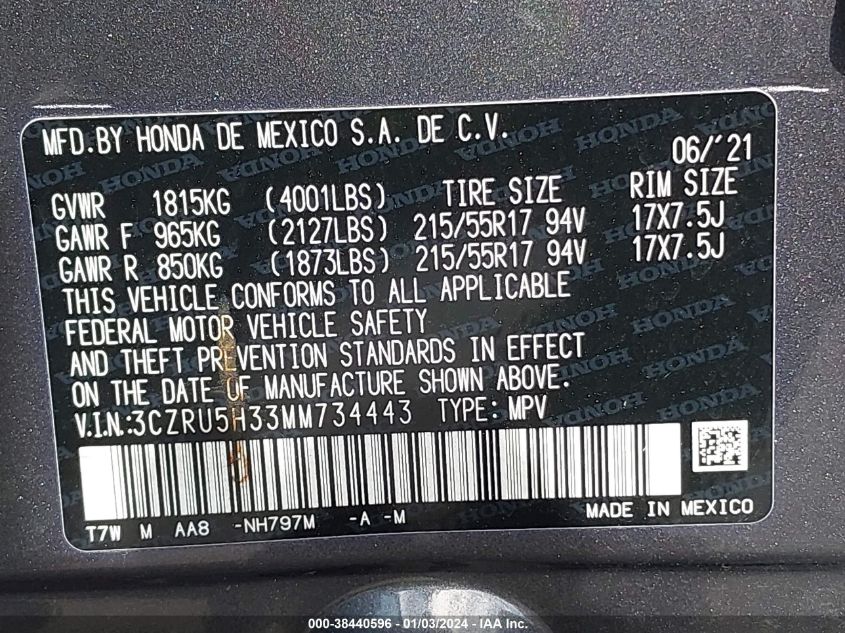 MFD.BY HONDA DE MEXICO S.A. DE C.V.
06/'21
GVWR 1815KG (4001LBS) TIRE SIZE RIM SIZE
GAWR F 965KG (2127LBS) 215/55R17 94V 17X7.5J
GAWR R 850KG (1873LBS) 215/55R17 94V 17X7.5J
THIS VEHICLE CONFORMS TO ALL APPLICABLE
FEDERAL MOTOR VEHICLE SAFETY
AND THEFT PREVENTION STANDARDS IN EFFECT
ON THE DATE OF MANUFACTURE SHOWN ABOVE.
V.I.N.:3CZRU5H33MM734443 TYPE: MPV
T7W M AA8 -NH797M -A -M MADE IN MEXICO
000-38440596 - 01/03/2024 - IAA Inc.